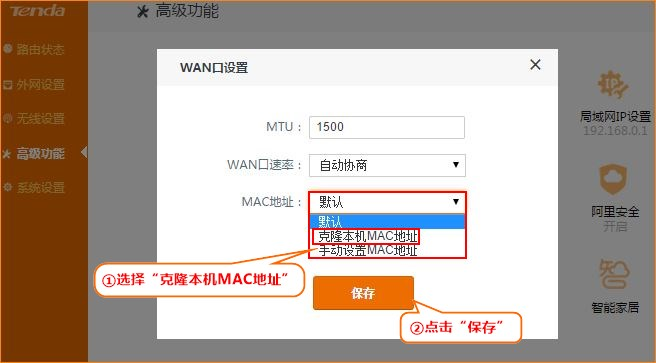 Tenda
高级功能
路由状态
外网设置
无线设置
高级功能
系统设置
WAN口设置
×
MTU： 1500
WAN口速率： 自动协商
MAC地址： 默认
默认
克隆本机MAC地址
手动设置MAC地址
①选择“克隆本机MAC地址”
保存
②点击“保存”
IP
局域网IP设置
192.168.0.1
阿里安全
开启
智能家居